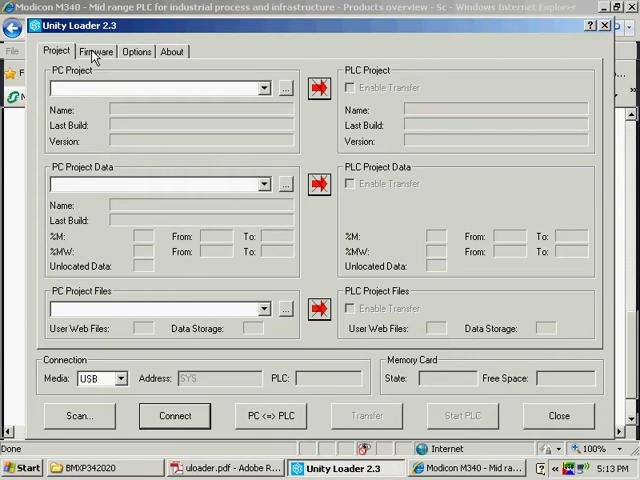 Modicon M340 - Mid range PLC for industrial process and infrastructure - Products overview - Sc - Windows Internet Explorer
Unity Loader 2.3
File
Project Firmware Options About
PC Project
PLC Project
Enable Transfer
Name:
Name:
Last Build:
Last Build:
Version:
Version:
PC Project Data
PLC Project Data
Enable Transfer
Name:
Last Build:
%M: From: To:
%M: From: To:
%MW: From: To:
%MW: From: To:
Unlocated Data:
Unlocated Data:
PC Project Files
PLC Project Files
Enable Transfer
User Web Files: Data Storage:
User Web Files: Data Storage:
Connection
Memory Card
Media: USB Address: SYS PLC:
State: Free Space:
Scan... Connect PC <=> PLC Transfer Start PLC Close
Done Internet 100%
Start BMXP342020 uloader.pdf - Adobe R... Unity Loader 2.3 Modicon M340 - Mid ra... 5:13 PM